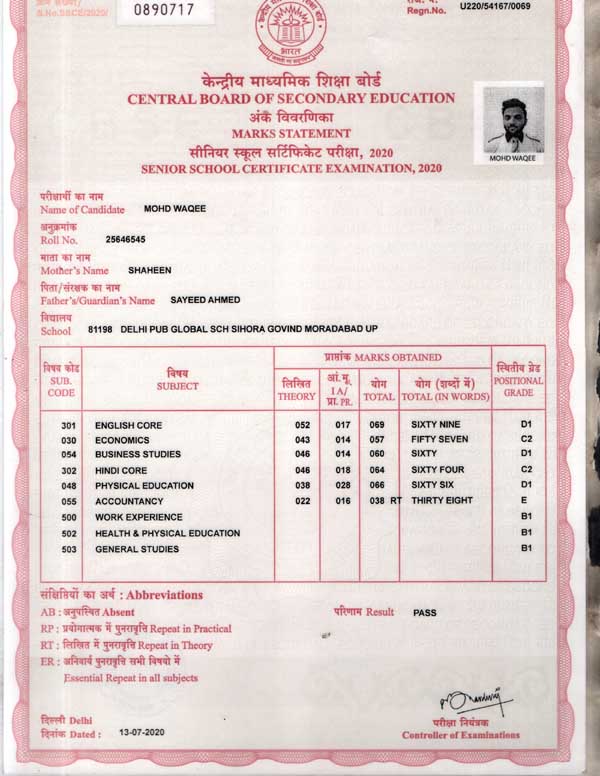 S.No.SSCE/2020/
0890717
Regn.No. U220/54167/0069
भारत
केन्द्रीय माध्यमिक शिक्षा बोर्ड
CENTRAL BOARD OF SECONDARY EDUCATION
अंकै विवरणिका
MARKS STATEMENT
सीनियर स्कूल सर्टिफिकेट परीक्षा, 2020
SENIOR SCHOOL CERTIFICATE EXAMINATION, 2020
MOHD WAQEE
परीक्षार्थी का नाम
Name of Candidate MOHD WAQEE
अनुक्रमांक
Roll No. 25646545
माता का नाम
Mother's Name SHAHEEN
पिता/संरक्षक का नाम
Father's/Guardian's Name SAYEED AHMED
विद्यालय
School 81198 DELHI PUB GLOBAL SCH SIHORA GOVIND MORADABAD UP
विषय कोड
SUB. CODE
विषय
SUBJECT
प्राप्तांक MARKS OBTAINED
लिखित
THEORY
आं.मू.
IA/
प्रा. PR.
योग
TOTAL
योग (शब्दों में)
TOTAL (IN WORDS)
स्थितीय ग्रेड
POSITIONAL
GRADE
301 ENGLISH CORE 052 017 069 SIXTY NINE D1
030 ECONOMICS 043 014 057 FIFTY SEVEN C2
054 BUSINESS STUDIES 046 014 060 SIXTY D1
302 HINDI CORE 046 018 064 SIXTY FOUR C2
048 PHYSICAL EDUCATION 038 028 066 SIXTY SIX D1
055 ACCOUNTANCY 022 016 038 RT THIRTY EIGHT E
500 WORK EXPERIENCE B1
502 HEALTH & PHYSICAL EDUCATION B1
503 GENERAL STUDIES B1
संक्षिप्तियों का अर्थ : Abbreviations
AB : अनुपस्थित Absent
परिणाम Result PASS
RP : प्रयोगात्मक में पुनरावृत्ति Repeat in Practical
RT : लिखित में पुनरावृत्ति Repeat in Theory
ER : अनिवार्य पुनरावृत्ति सभी विषयों में
Essential Repeat in all subjects
दिल्ली Delhi
दिनांक Dated : 13-07-2020
परीक्षा नियंत्रक
Controller of Examinations